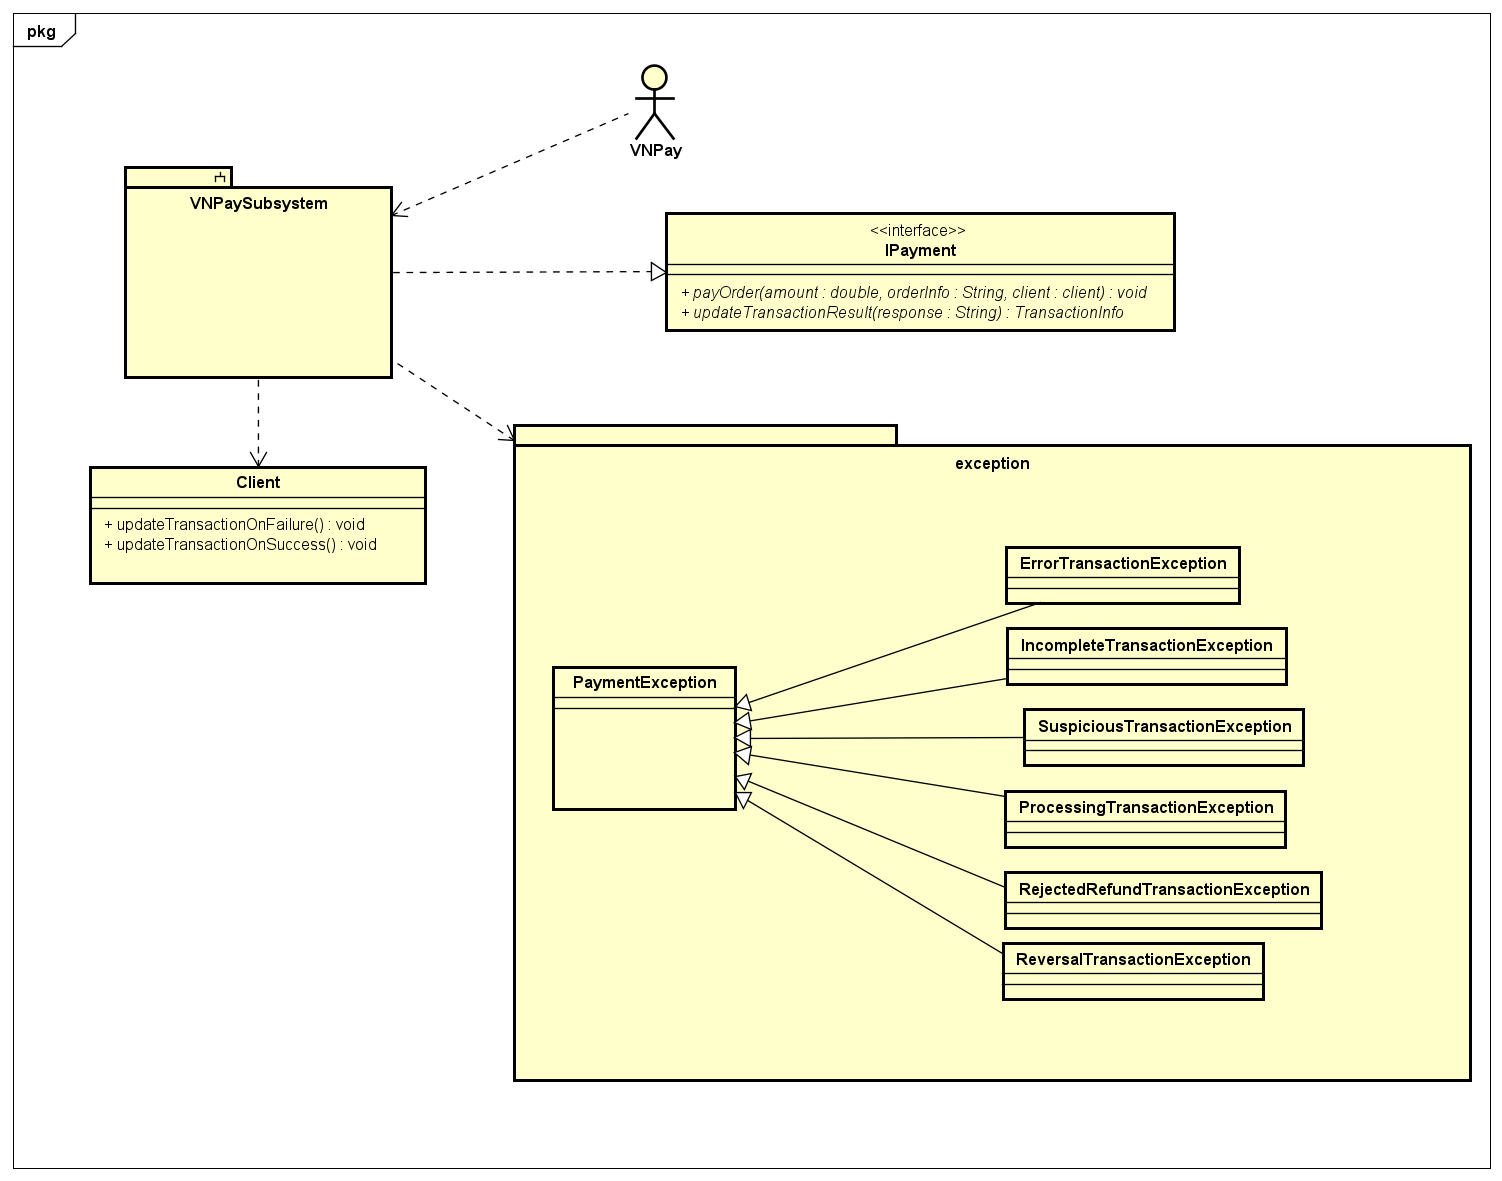 pkg
VNPay
VNPaySubsystem
<<interface>>
IPayment
+ payOrder(amount : double, orderInfo : String, client : client) : void
+ updateTransactionResult(response : String) : TransactionInfo
Client
+ updateTransactionOnFailure() : void
+ updateTransactionOnSuccess() : void
exception
ErrorTransactionException
IncompleteTransactionException
PaymentException
SuspiciousTransactionException
ProcessingTransactionException
RejectedRefundTransactionException
ReversalTransactionException